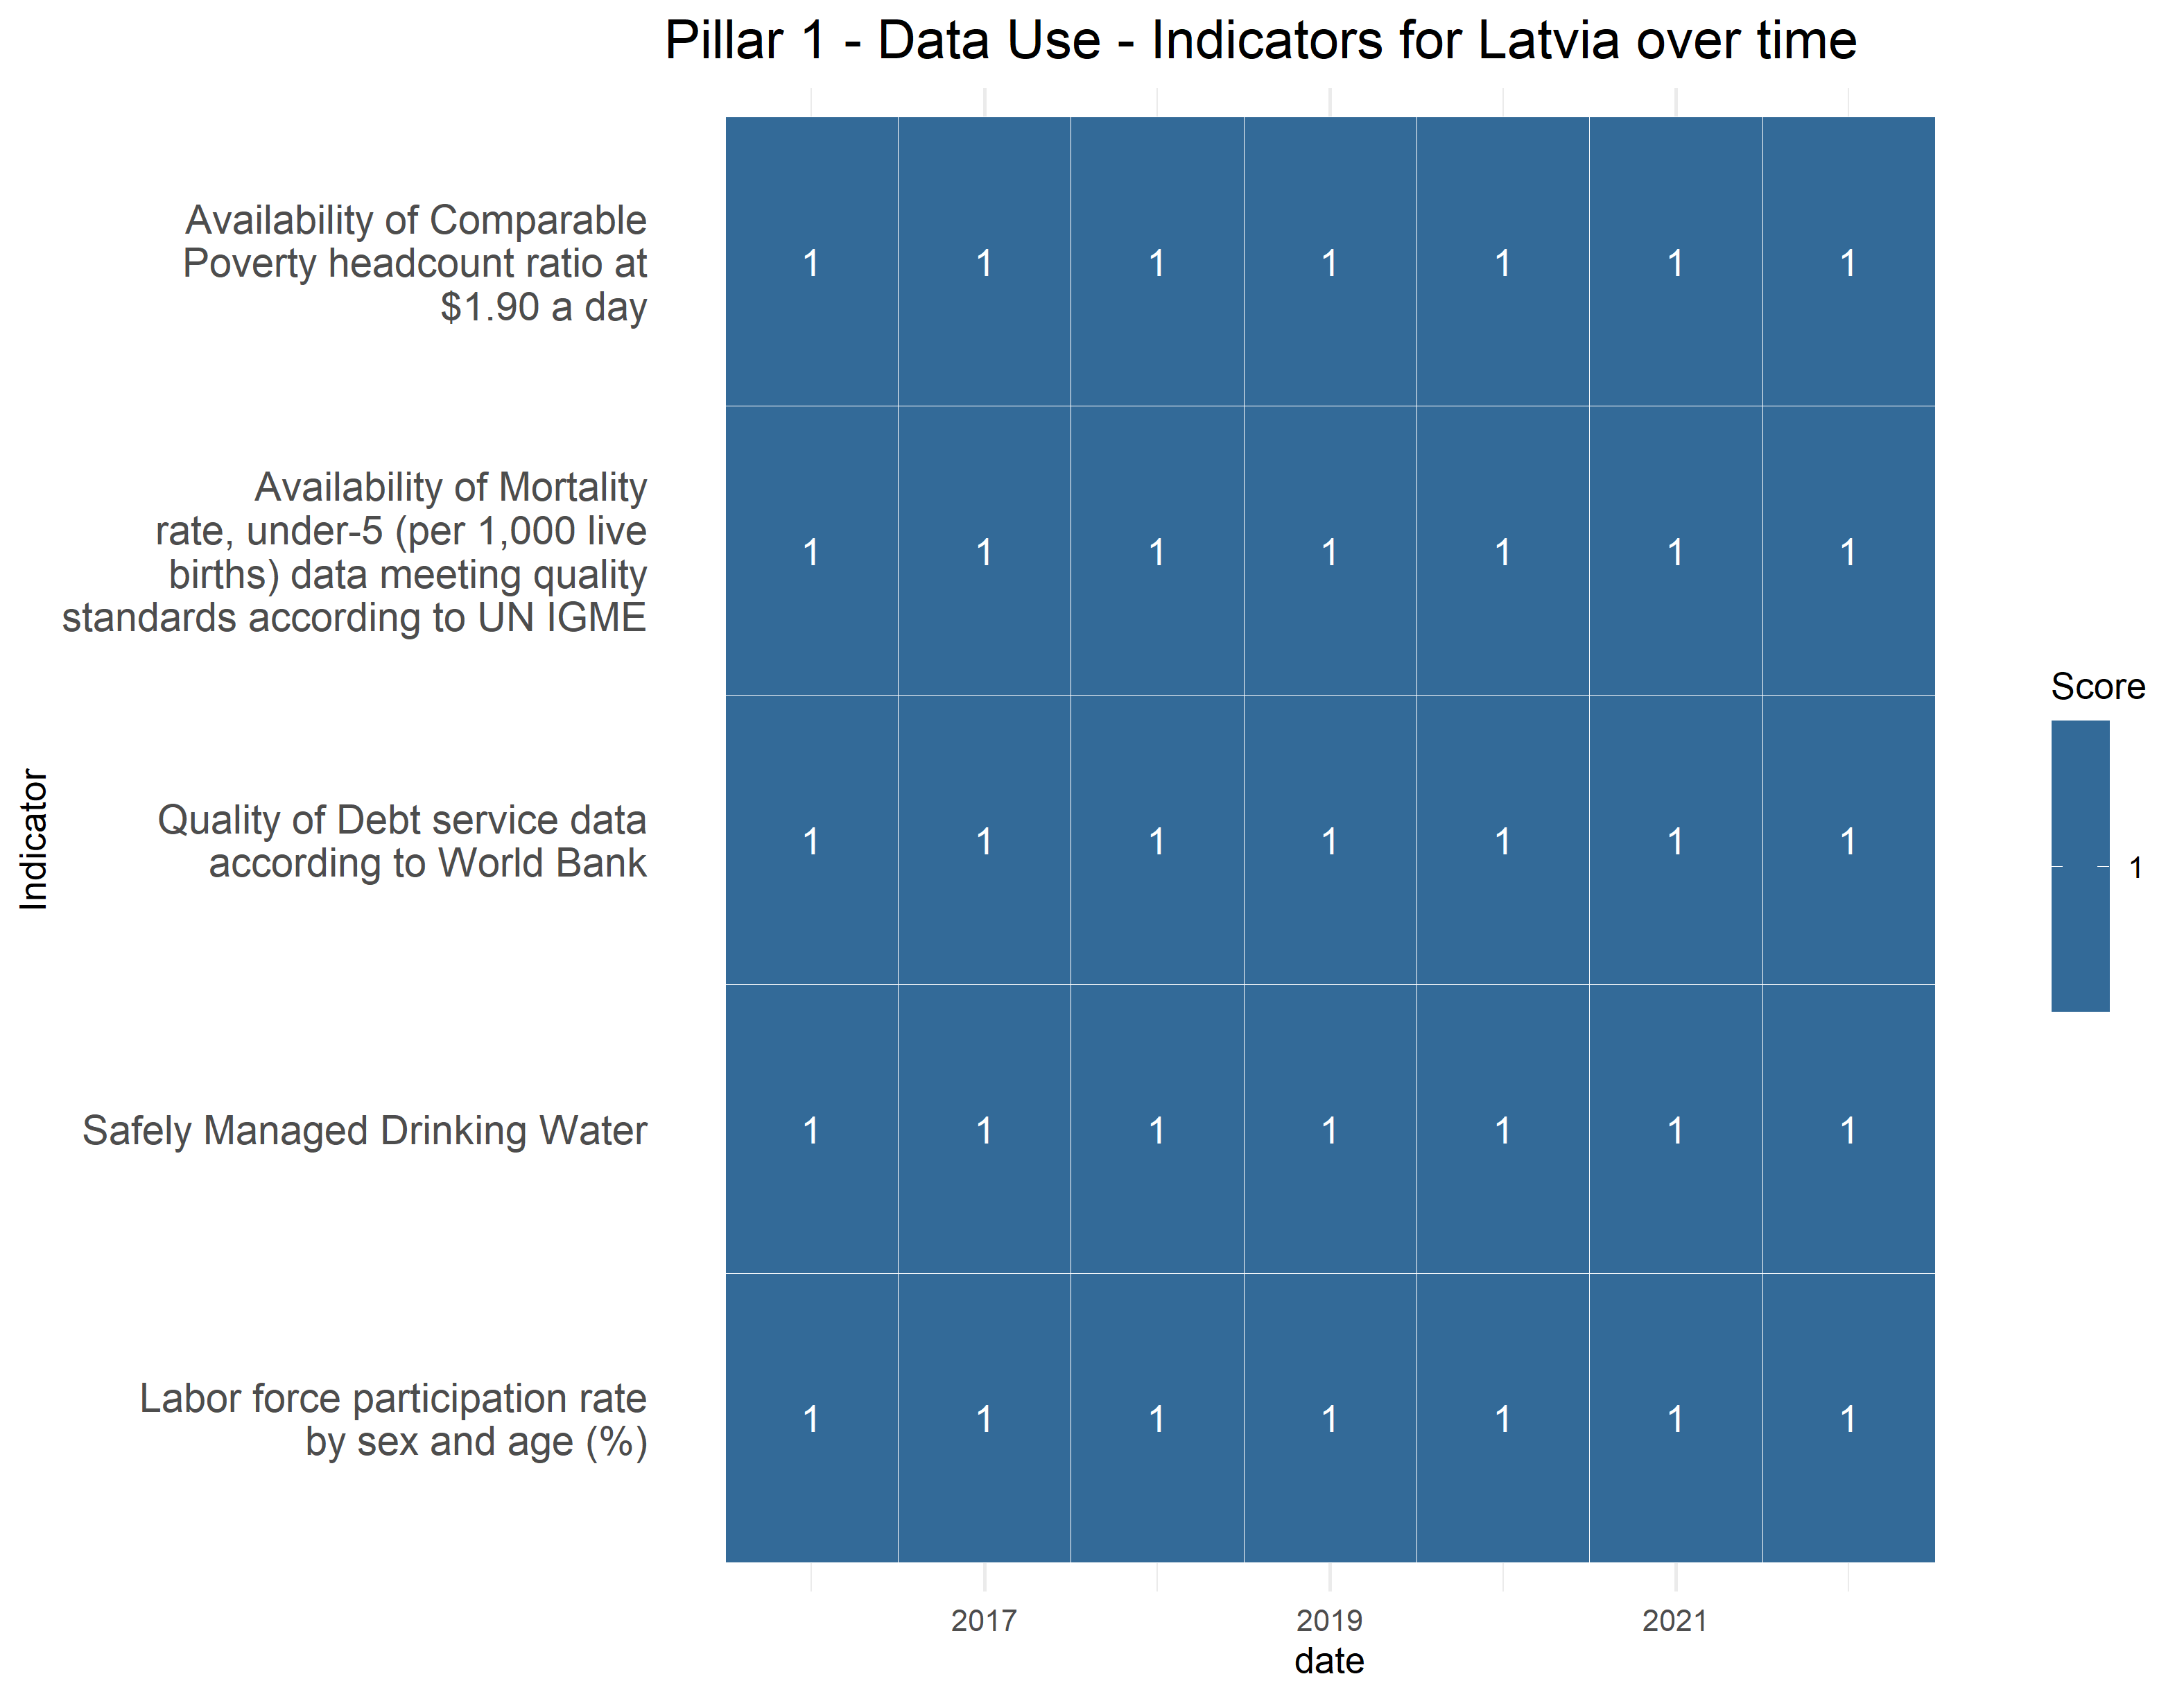 Pillar 1 - Data Use - Indicators for Latvia over time
Indicator
Availability of Comparable
Poverty headcount ratio at
$1.90 a day
1 1 1 1 1 1 1
Availability of Mortality
rate, under-5 (per 1,000 live
births) data meeting quality
standards according to UN IGME
1 1 1 1 1 1 1
Quality of Debt service data
according to World Bank
1 1 1 1 1 1 1
Safely Managed Drinking Water
1 1 1 1 1 1 1
Labor force participation rate
by sex and age (%)
1 1 1 1 1 1 1
2017 2019 2021
date
Score
1